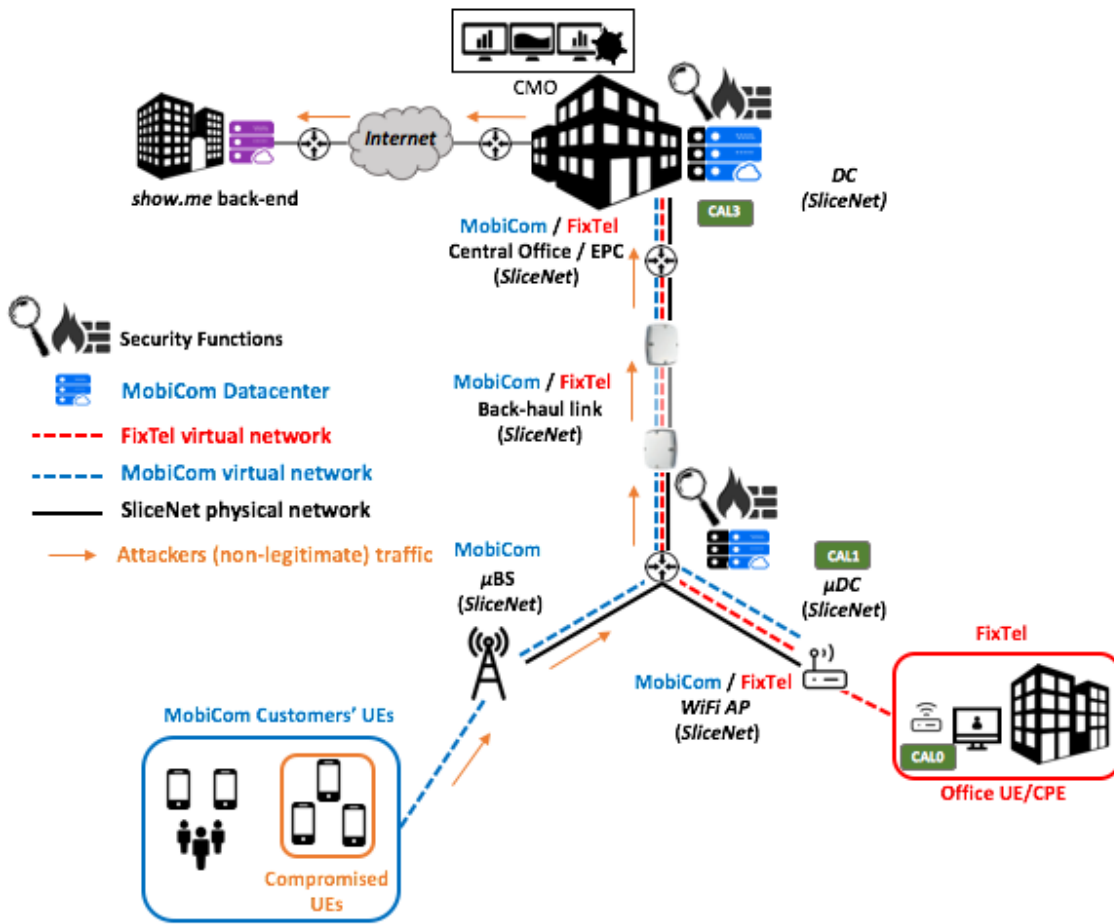 CMO
Internet
show.me back-end
DC
(SliceNet)
CAL3
MobiCom / FixTel
Central Office / EPC
(SliceNet)
Security Functions
MobiCom Datacenter
FixTel virtual network
MobiCom virtual network
SliceNet physical network
Attackers (non-legitimate) traffic
MobiCom / FixTel
Back-haul link
(SliceNet)
MobiCom
µBS
(SliceNet)
CAL1
µDC
(SliceNet)
MobiCom / FixTel
WiFi AP
(SliceNet)
FixTel
CAL0
Office UE/CPE
MobiCom Customers’ UEs
Compromised
UEs